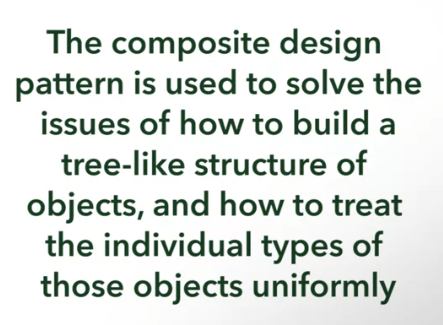 The composite design
pattern is used to solve the
issues of how to build a
tree-like structure of
objects, and how to treat
the individual types of
those objects uniformly